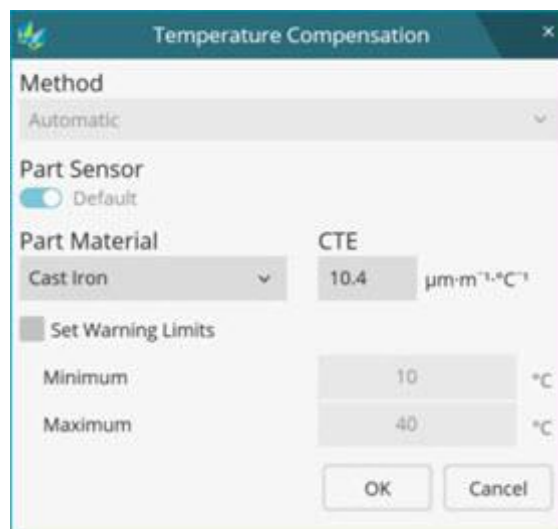 Temperature Compensation
×
Method
Automatic
Part Sensor
Default
Part Material CTE
Cast Iron 10.4 μm·m⁻¹·°C⁻¹
Set Warning Limits
Minimum 10 °C
Maximum 40 °C
OK Cancel